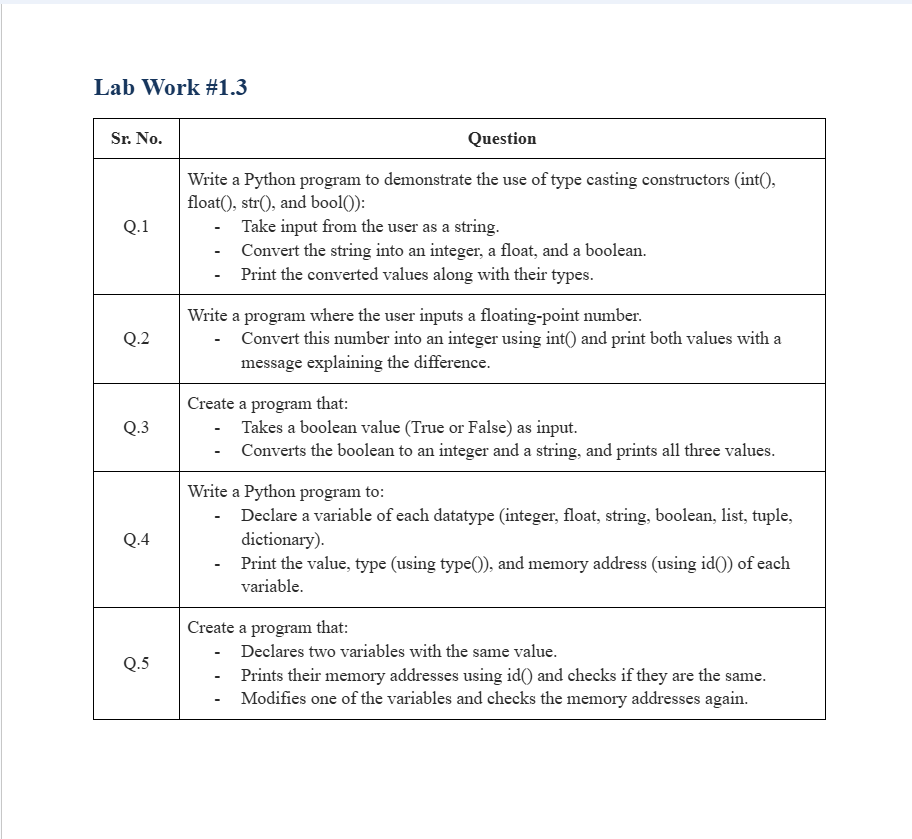 Lab Work #1.3
Sr. No. Question
Write a Python program to demonstrate the use of type casting constructors (int(),
float(), str(), and bool()):
Q.1
- Take input from the user as a string.
- Convert the string into an integer, a float, and a boolean.
- Print the converted values along with their types.
Write a program where the user inputs a floating-point number.
Q.2
- Convert this number into an integer using int() and print both values with a
message explaining the difference.
Create a program that:
Q.3
- Takes a boolean value (True or False) as input.
- Converts the boolean to an integer and a string, and prints all three values.
Write a Python program to:
- Declare a variable of each datatype (integer, float, string, boolean, list, tuple,
Q.4
dictionary).
- Print the value, type (using type()), and memory address (using id()) of each
variable.
Create a program that:
- Declares two variables with the same value.
Q.5
- Prints their memory addresses using id() and checks if they are the same.
- Modifies one of the variables and checks the memory addresses again.